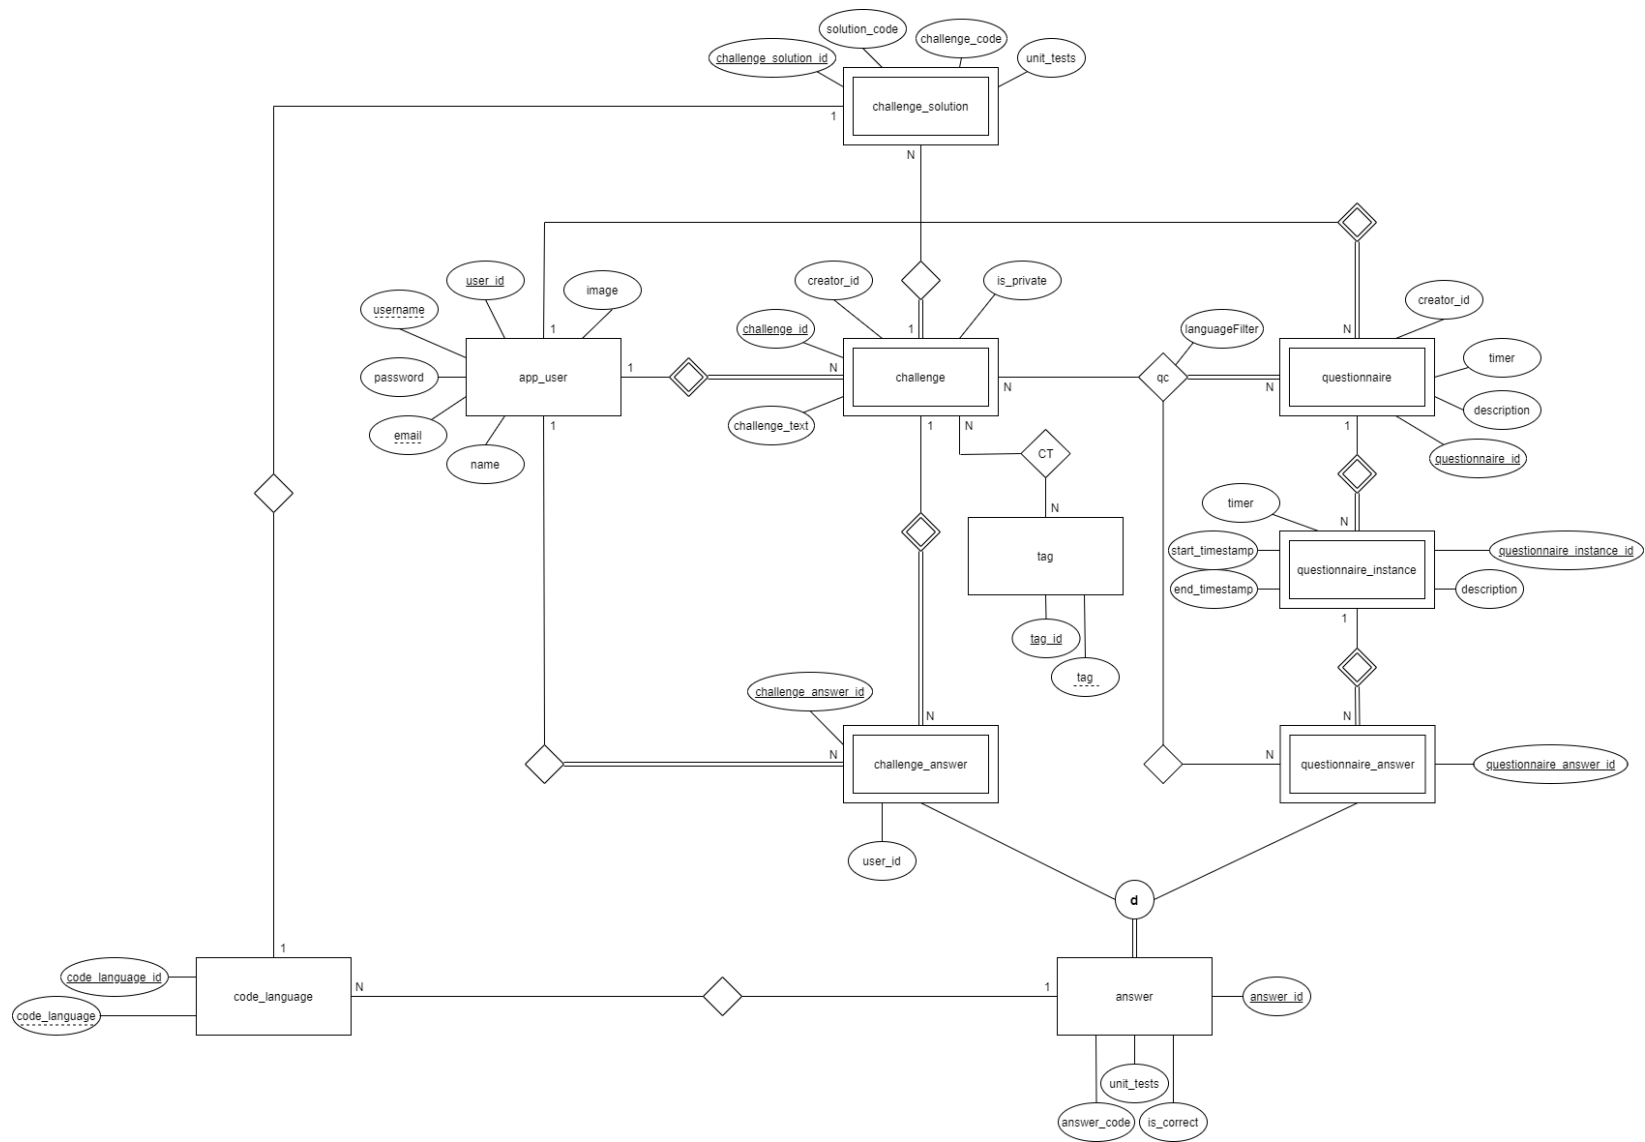 solution_code
challenge_code
challenge_solution_id
unit_tests
challenge_solution
1
N
user_id
image
creator_id
is_private
creator_id
username
challenge_id
languageFilter
1
1
N
timer
password
app_user
1
N
challenge
N
qc
N
questionnaire
description
email
1
challenge_text
1
N
1
name
CT
questionnaire_id
timer
N
N
tag
start_timestamp
questionnaire_instance_id
questionnaire_instance
end_timestamp
description
1
tag_id
tag
challenge_answer_id
N
N
N
challenge_answer
N
questionnaire_answer
questionnaire_answer_id
user_id
d
1
code_language_id
N
1
code_language
answer
answer_id
code_language
unit_tests
answer_code
is_correct